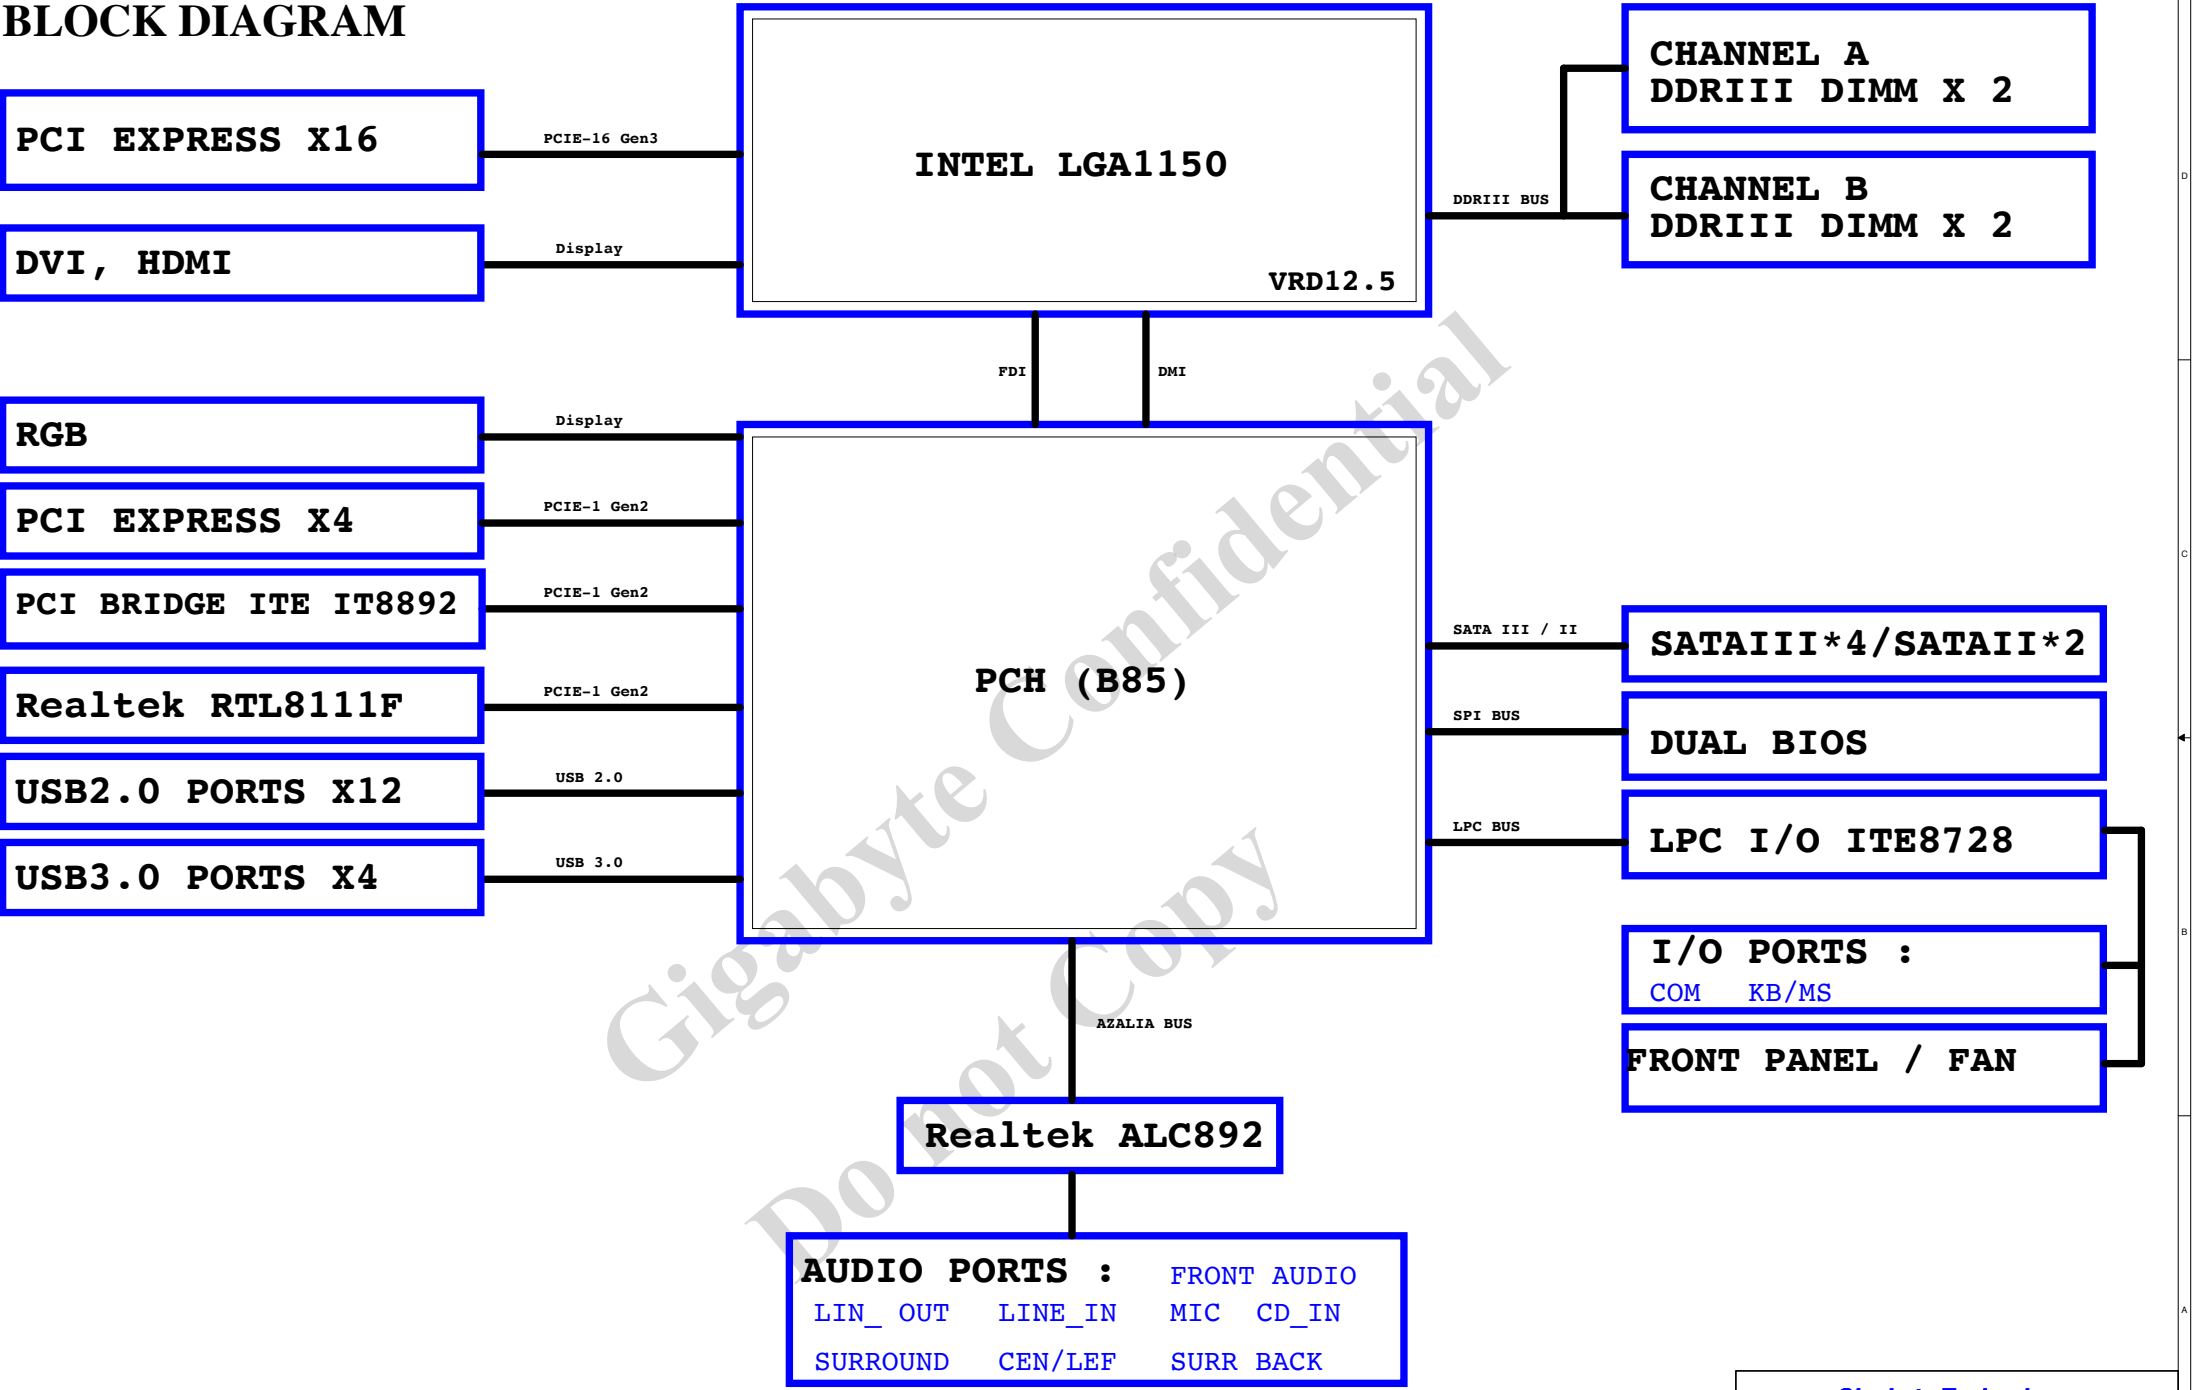 BLOCK DIAGRAM
PCI EXPRESS X16
PCIE-16 Gen3
INTEL LGA1150
VRD12.5
DVI, HDMI
Display
DDRIII BUS
CHANNEL A
DDRIII DIMM X 2
CHANNEL B
DDRIII DIMM X 2
FDI
DMI
RGB
Display
PCI EXPRESS X4
PCIE-1 Gen2
PCI BRIDGE ITE IT8892
PCIE-1 Gen2
Realtek RTL8111F
PCIE-1 Gen2
USB2.0 PORTS X12
USB 2.0
USB3.0 PORTS X4
USB 3.0
PCH (B85)
SATA III / II
SATAIII*4/SATAII*2
SPI BUS
DUAL BIOS
LPC BUS
LPC I/O ITE8728
I/O PORTS :
COM KB/MS
FRONT PANEL / FAN
AZALIA BUS
Realtek ALC892
AUDIO PORTS : FRONT AUDIO
LIN_ OUT LINE_IN MIC CD_IN
SURROUND CEN/LEF SURR BACK
Gigabyte Confidential
Do not Copy
D
C
B
A